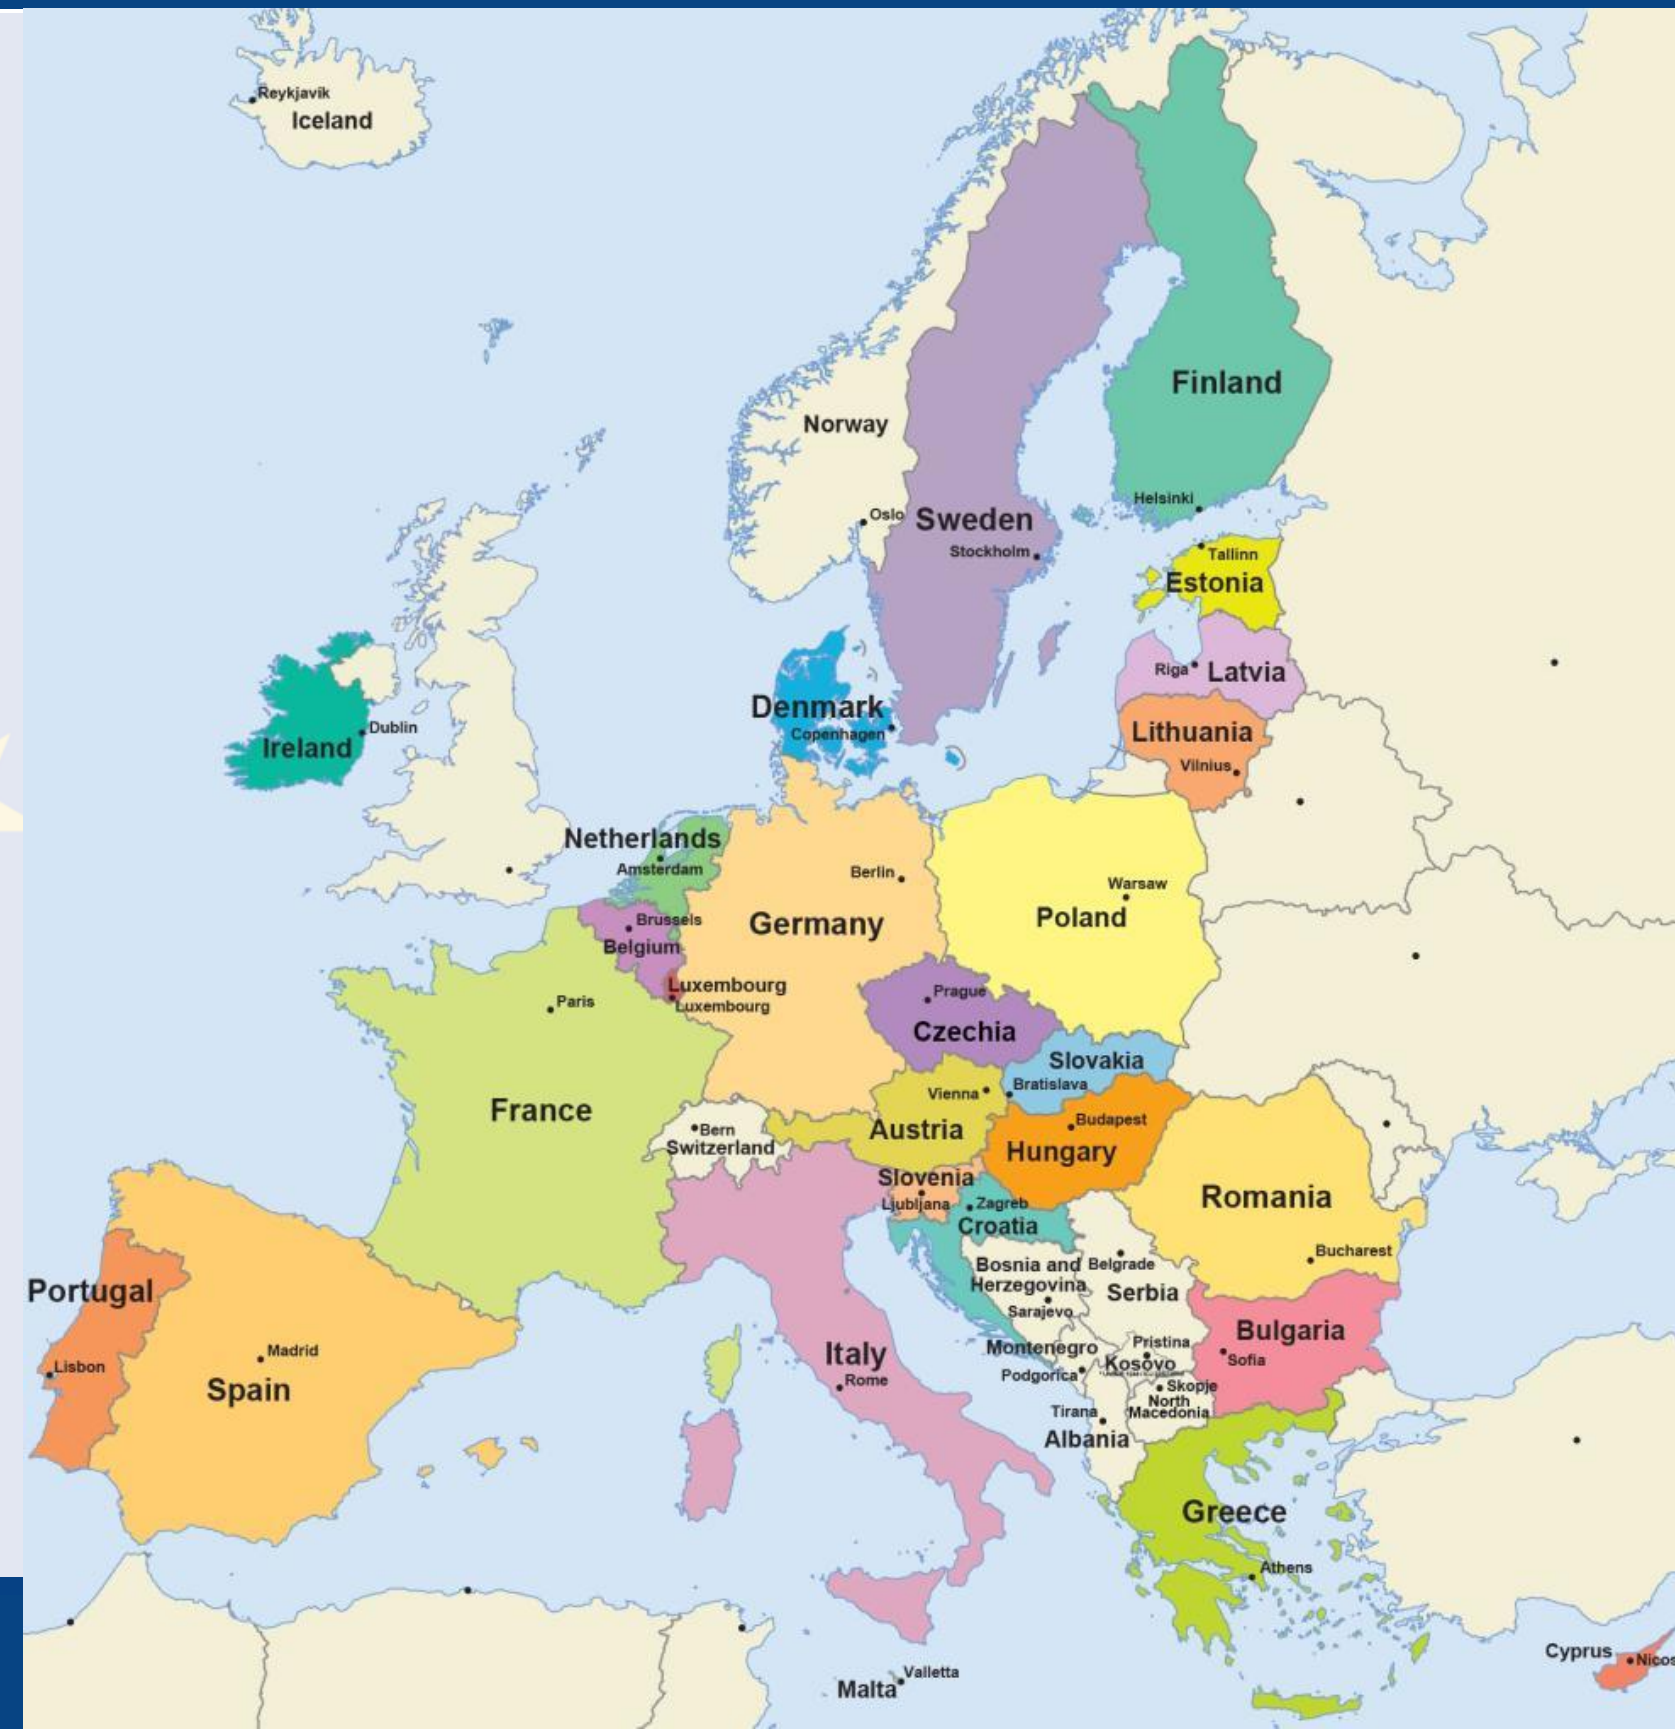 Reykjavík
Iceland
Finland
Norway
Helsinki
Oslo
Sweden
Stockholm
Tallinn
Estonia
Riga
Latvia
Denmark
Copenhagen
Dublin
Ireland
Lithuania
Vilnius
Netherlands
Amsterdam
Berlin
Warsaw
Brussels
Germany
Poland
Belgium
Luxembourg
Luxembourg
Prague
Paris
Czechia
Slovakia
Bratislava
Vienna
France
Budapest
Austria
Bern
Switzerland
Hungary
Slovenia
Ljubljana
Zagreb
Croatia
Romania
Bucharest
Bosnia and
Herzegovina
Sarajevo
Belgrade
Serbia
Portugal
Lisbon
Madrid
Spain
Italy
Rome
Montenegro
Podgorica
Pristina
Kosovo
Bulgaria
Sofia
Skopje
North
Macedonia
Tirana
Albania
Greece
Athens
Cyprus
Nicos
Valletta
Malta